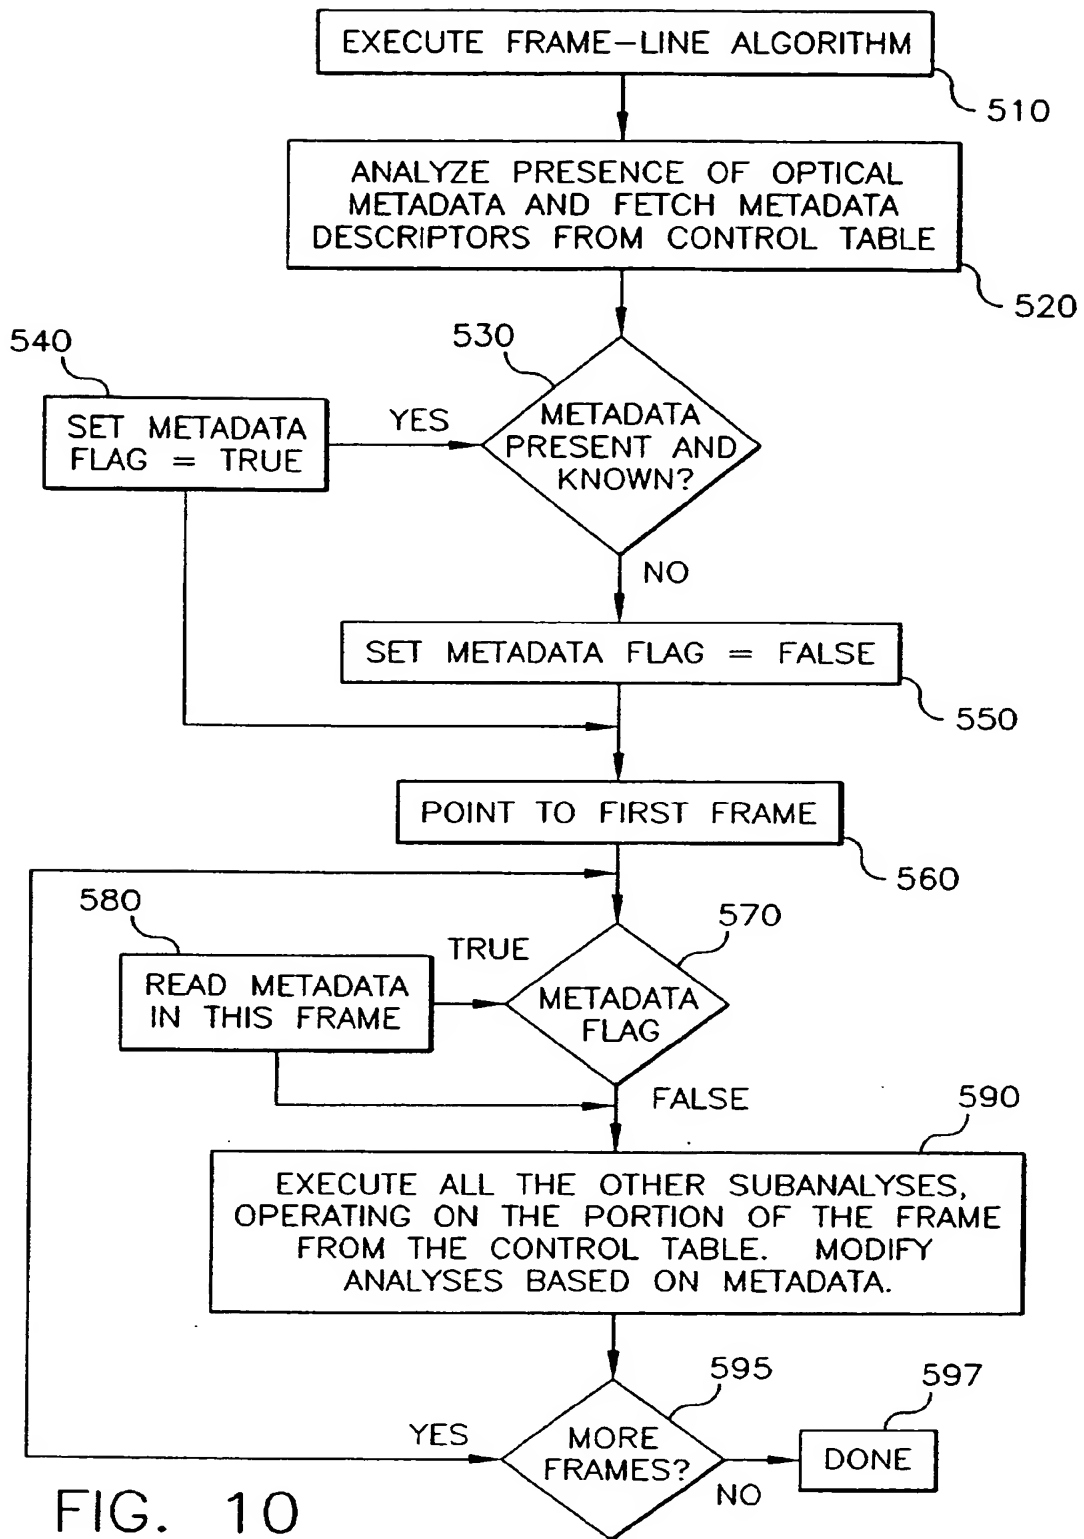 EXECUTE FRAME-LINE ALGORITHM
510
ANALYZE PRESENCE OF OPTICAL
METADATA AND FETCH METADATA
DESCRIPTORS FROM CONTROL TABLE
520
530
540
METADATA
PRESENT AND
KNOWN?
YES
SET METADATA
FLAG = TRUE
NO
SET METADATA FLAG = FALSE
550
POINT TO FIRST FRAME
560
570
580
TRUE
METADATA
FLAG
READ METADATA
IN THIS FRAME
FALSE
590
EXECUTE ALL THE OTHER SUBANALYSES,
OPERATING ON THE PORTION OF THE FRAME
FROM THE CONTROL TABLE. MODIFY
ANALYSES BASED ON METADATA.
595
597
YES
MORE
FRAMES?
NO
DONE
FIG. 10